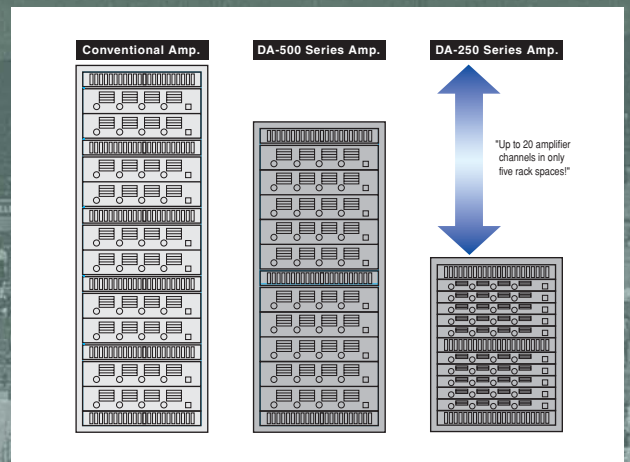 Conventional Amp.
DA-500 Series Amp.
DA-250 Series Amp.
"Up to 20 amplifier
channels in only
five rack spaces!"